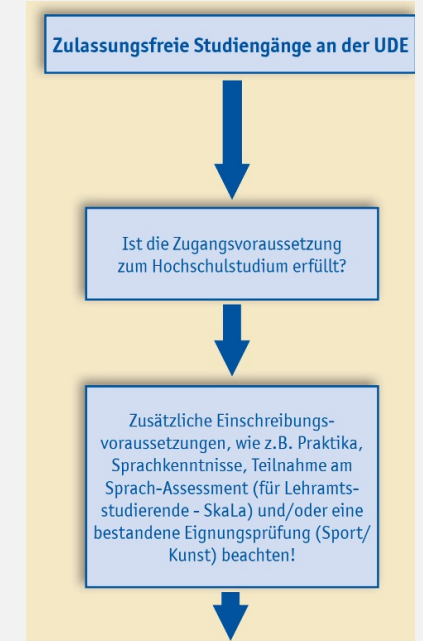 Zulassungsfreie Studiengänge an der UDE
Ist die Zugangsvoraussetzung
zum Hochschulstudium erfüllt?
Zusätzliche Einschreibungs-
voraussetzungen, wie z.B. Praktika,
Sprachkenntnisse, Teilnahme am
Sprach-Assessment (für Lehramts-
studierende - SkaLa) und/oder eine
bestandene Eignungsprüfung (Sport/
Kunst) beachten!